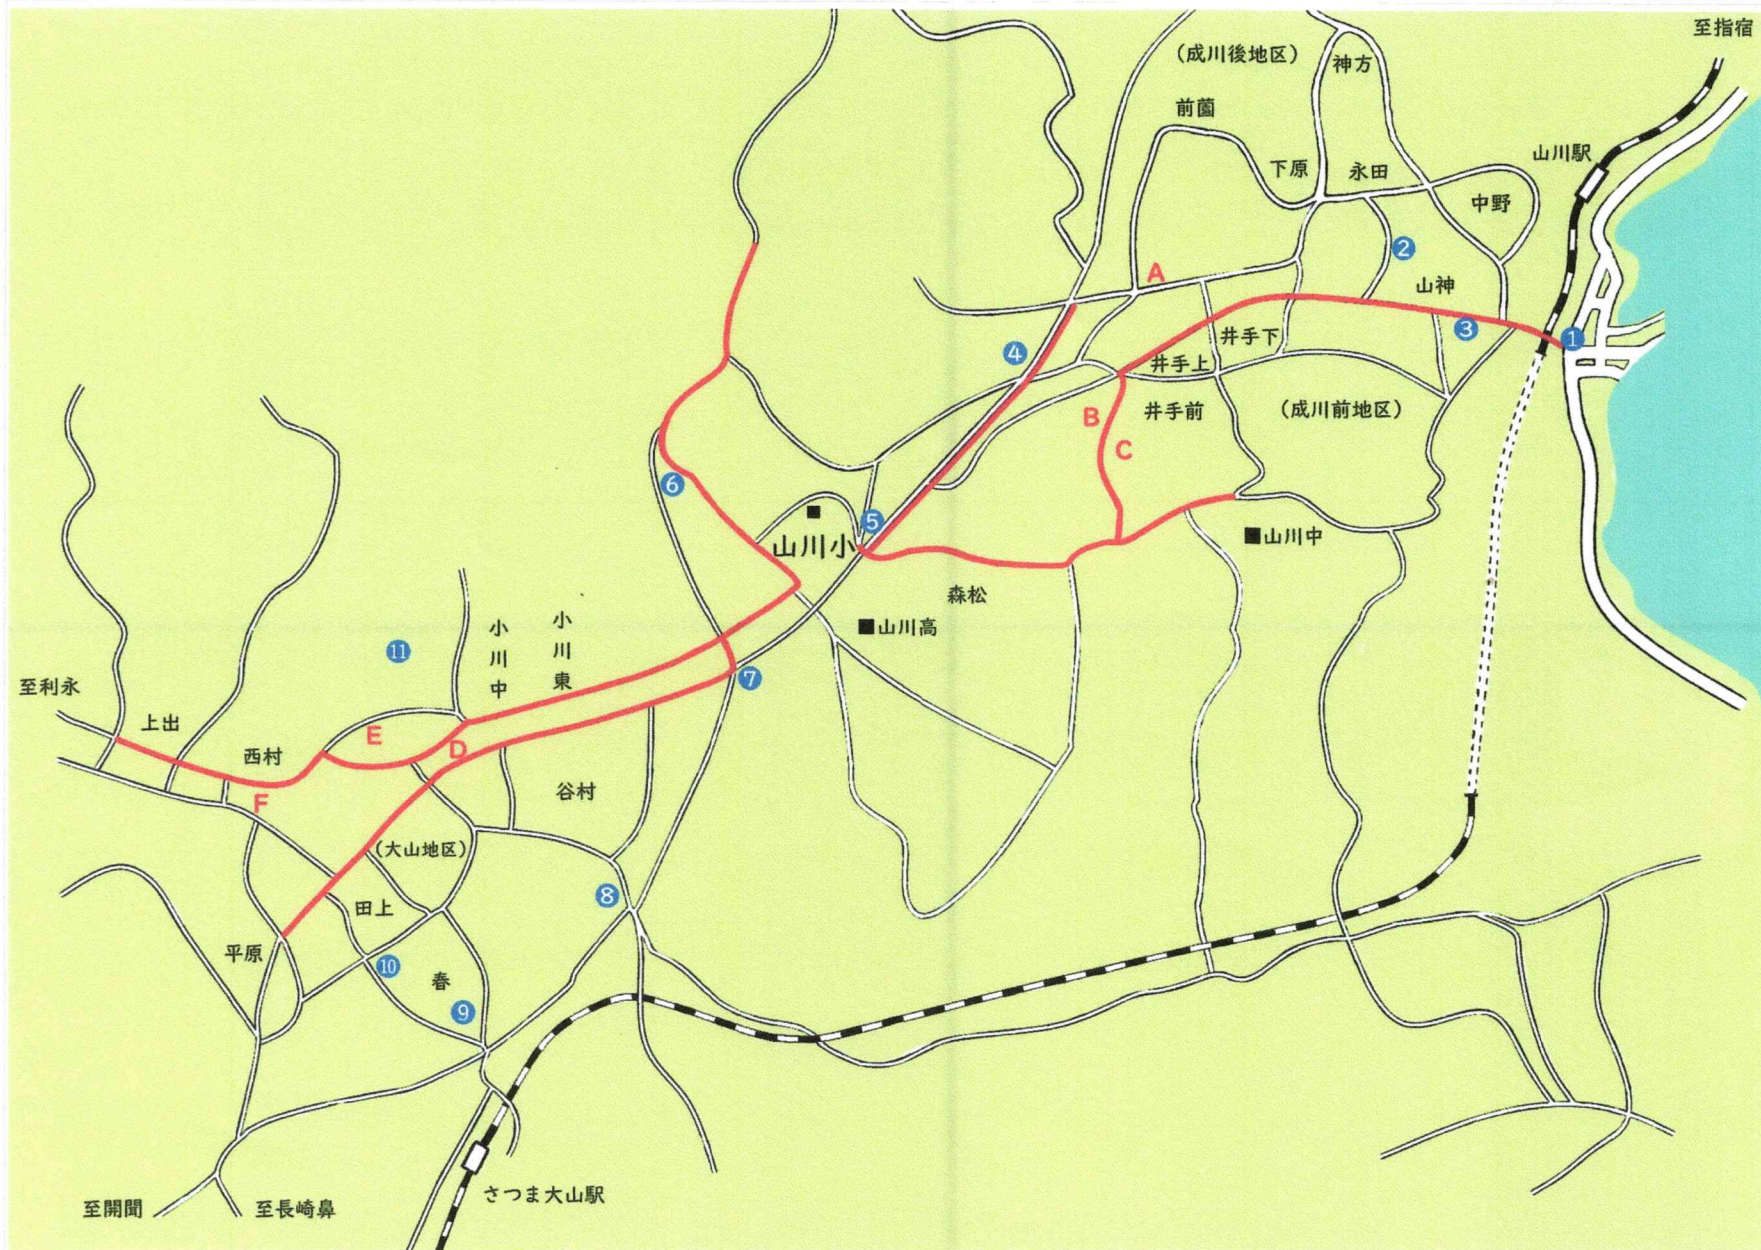 至指宿
(成川後地区)
神方
前薗
山川駅
下原
永田
中野
2
A
山神
3
1
井手下
4
井手上
B
井手前
(成川前地区)
C
6
5
山川小
山川中
森松
山川高
小川東
小川中
11
7
至利永
上出
E
D
西村
F
谷村
(大山地区)
8
田上
平原
10
春
9
さつま大山駅
至開聞
至長崎鼻